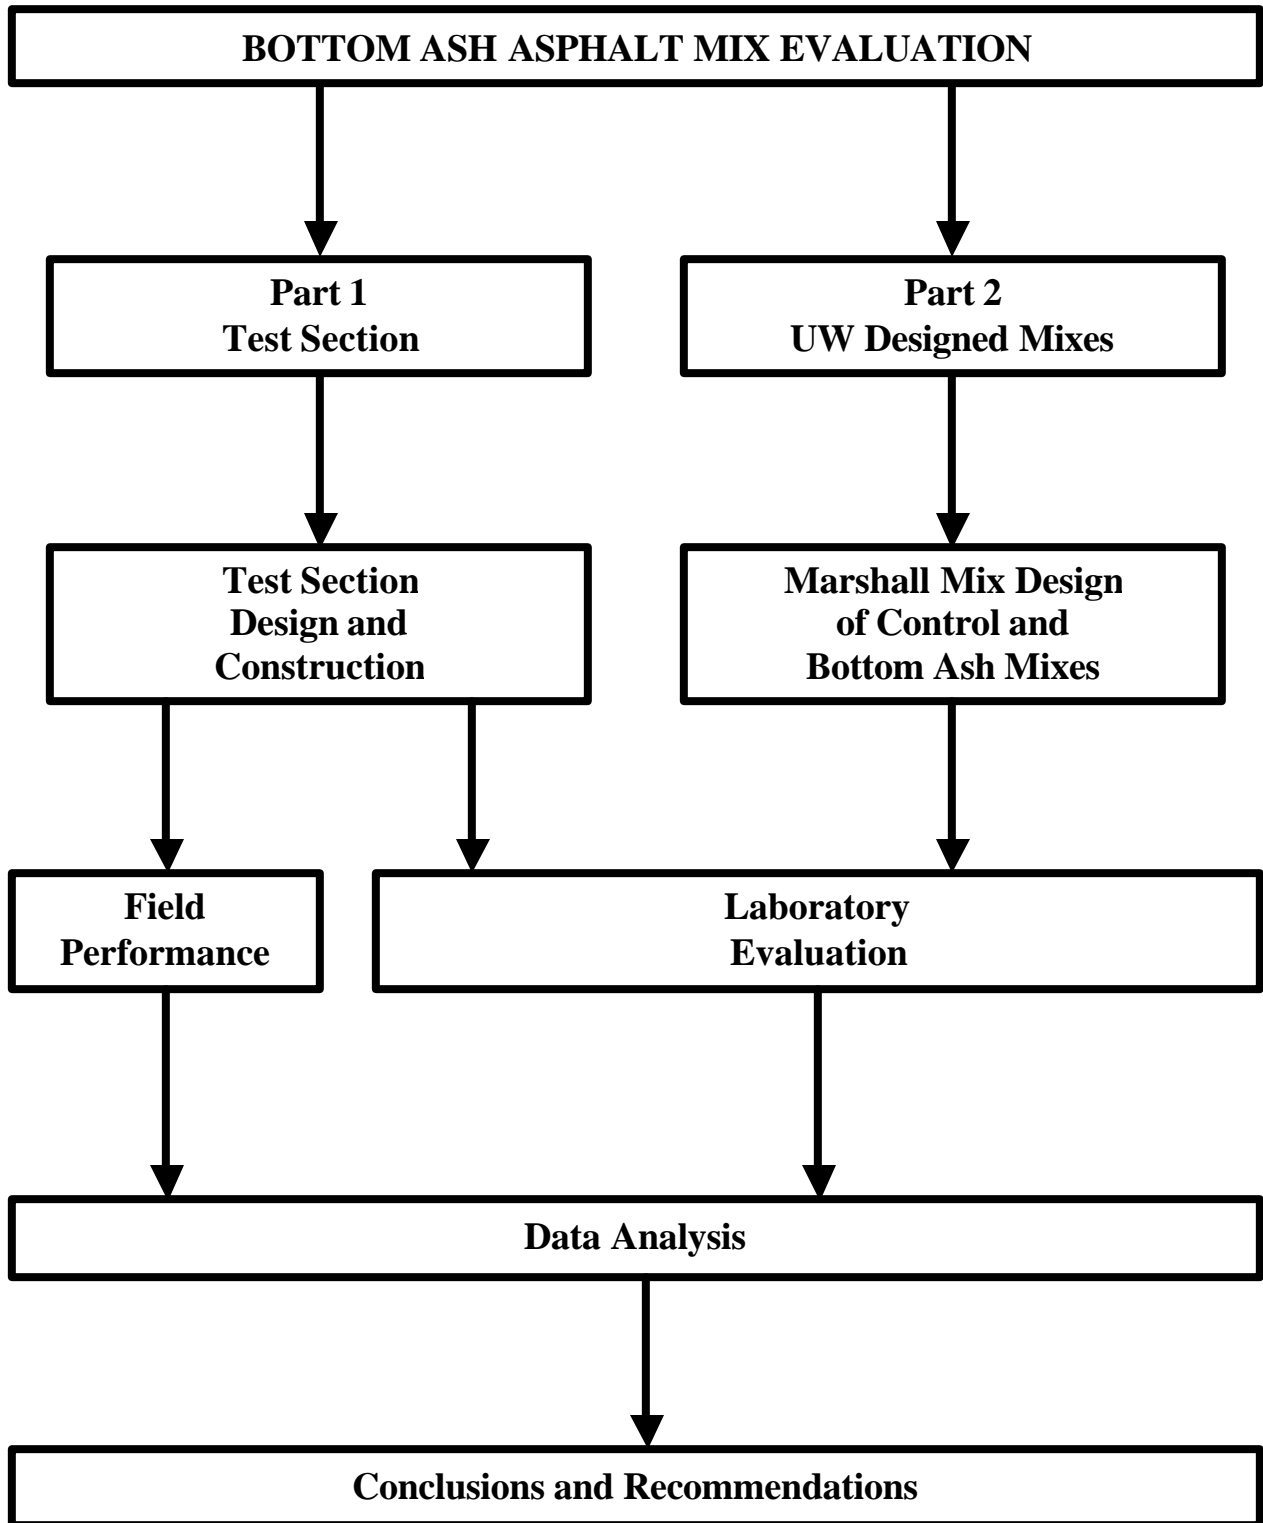 BOTTOM ASH ASPHALT MIX EVALUATION
Part 1
Test Section
Part 2
UW Designed Mixes
Test Section
Design and
Construction
Marshall Mix Design
of Control and
Bottom Ash Mixes
Field
Performance
Laboratory
Evaluation
Data Analysis
Conclusions and Recommendations